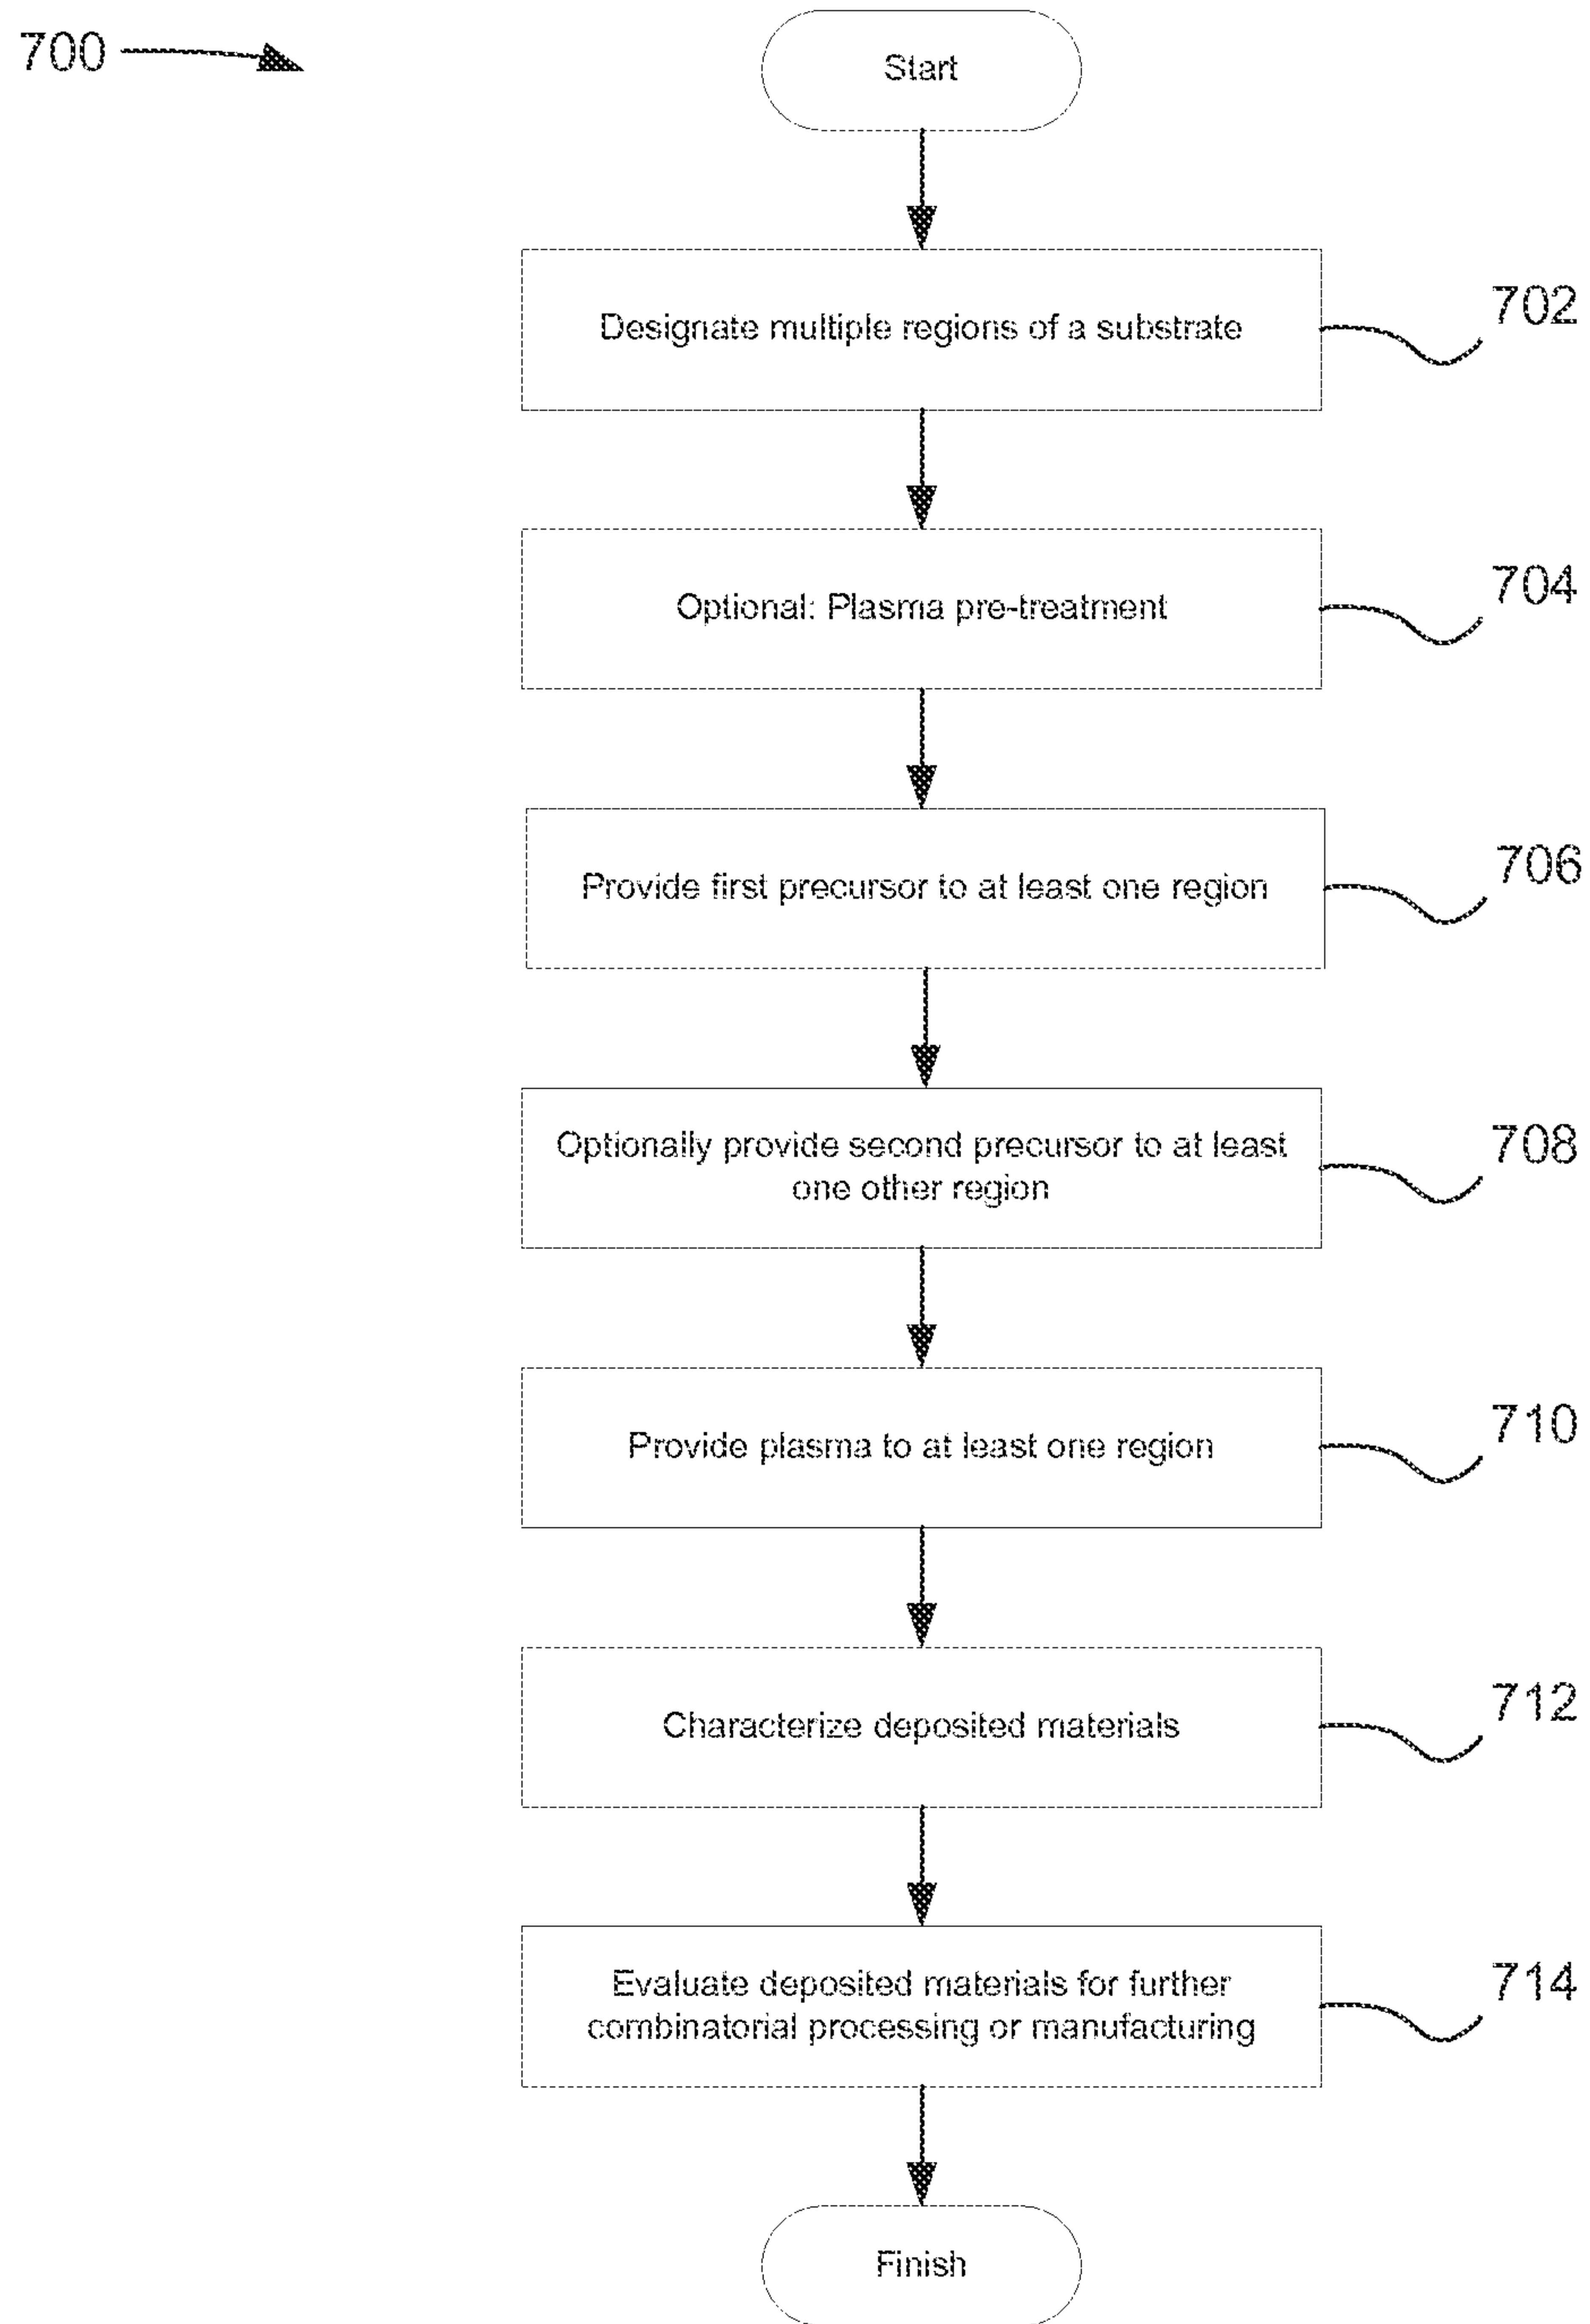 700
Start
Designate multiple regions of a substrate
702
Optional: Plasma pre-treatment
704
Provide first precursor to at least one region
706
Optionally provide second precursor to at least
one other region
708
Provide plasma to at least one region
710
Characterize deposited materials
712
Evaluate deposited materials for further
combinatorial processing or manufacturing
714
Finish